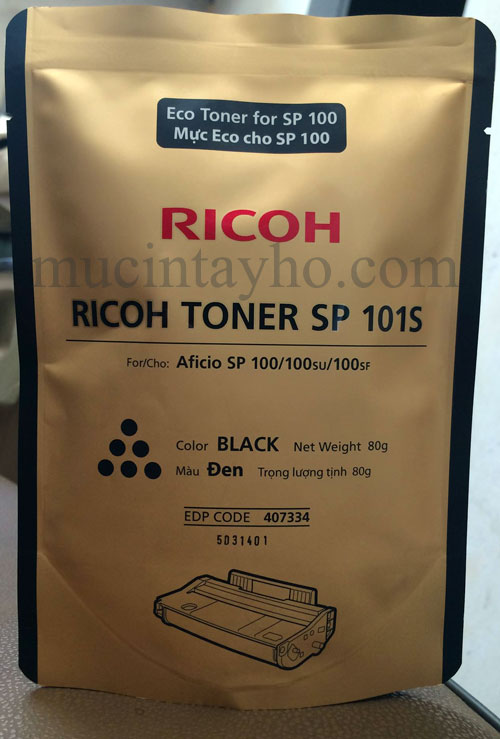 Eco Toner for SP 100
Mực Eco cho SP 100
RICOH
mucintayho.com
RICOH TONER SP 101S
For/Cho: Aficio SP 100/100SU/100SF
Color BLACK Net Weight 80g
Màu Đen Trọng lượng tịnh 80g
EDP CODE 407334
5031401